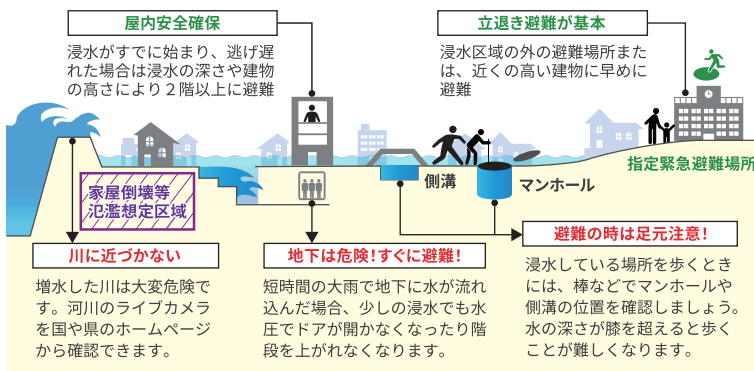 屋内安全確保
浸水がすでに始まり、逃げ遅
れた場合は浸水の深さや建物
の高さにより２階以上に避難
立退き避難が基本
浸水区域の外の避難場所また
は、近くの高い建物に早めに
避難
指定緊急避難場所
家屋倒壊等
氾濫想定区域
側溝
マンホール
川に近づかない
増水した川は大変危険で
す。河川のライブカメラ
を国や県のホームページ
から確認できます。
地下は危険！すぐに避難！
短時間の大雨で地下に水が流れ
込んだ場合、少しの浸水でも水
圧でドアが開かなくなったり階
段を上がれなくなります。
避難の時は足元注意！
浸水している場所を歩くとき
には、棒などでマンホールや
側溝の位置を確認しましょう。
水の深さが膝を超えると歩く
ことが難しくなります。